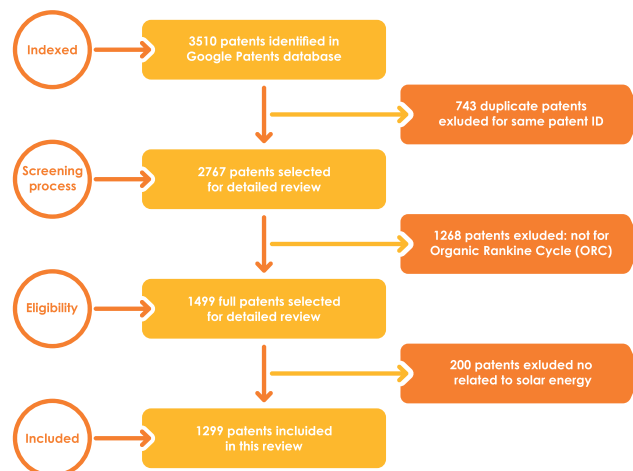 Indexed
3510 patents identified in
Google Patents database
743 duplicate patents
exluded for same patent ID
Screening
process
2767 patents selected
for detailed review
1268 patents exluded: not for
Organic Rankine Cycle (ORC)
Eligibility
1499 full patents selected
for detailed review
200 patents exluded no
related to solar energy
Included
1299 patents incluided
in this review